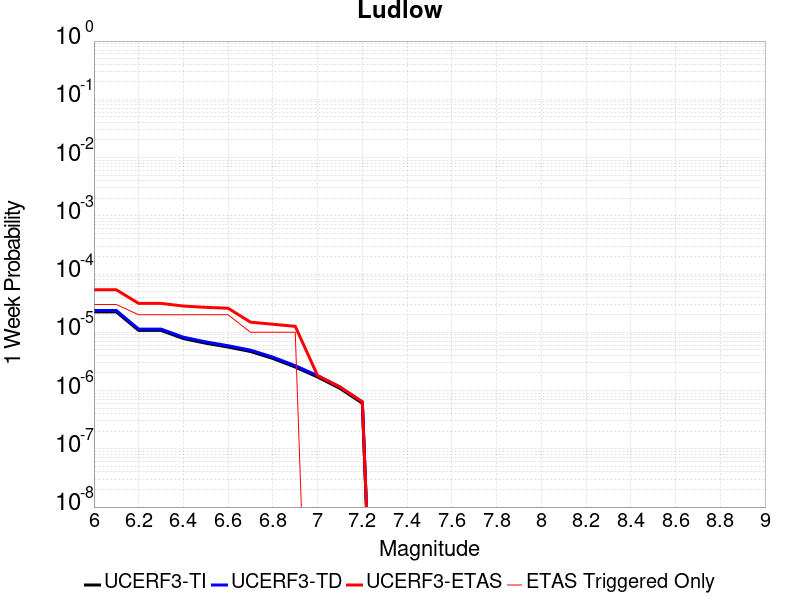 Ludlow
1 Week Probability
10^0
10^-1
10^-2
10^-3
10^-4
10^-5
10^-6
10^-7
10^-8
6 6.2 6.4 6.6 6.8 7 7.2 7.4 7.6 7.8 8 8.2 8.4 8.6 8.8 9
Magnitude
UCERF3-TI UCERF3-TD UCERF3-ETAS ETAS Triggered Only